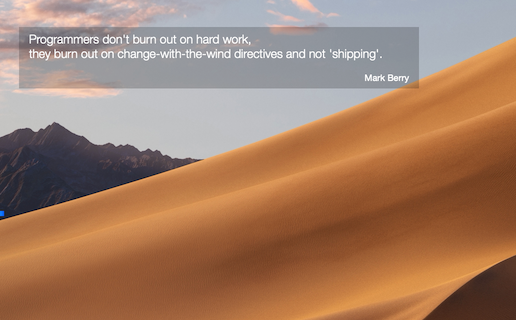 Programmers don't burn out on hard work,
they burn out on change-with-the-wind directives and not 'shipping'.
Mark Berry